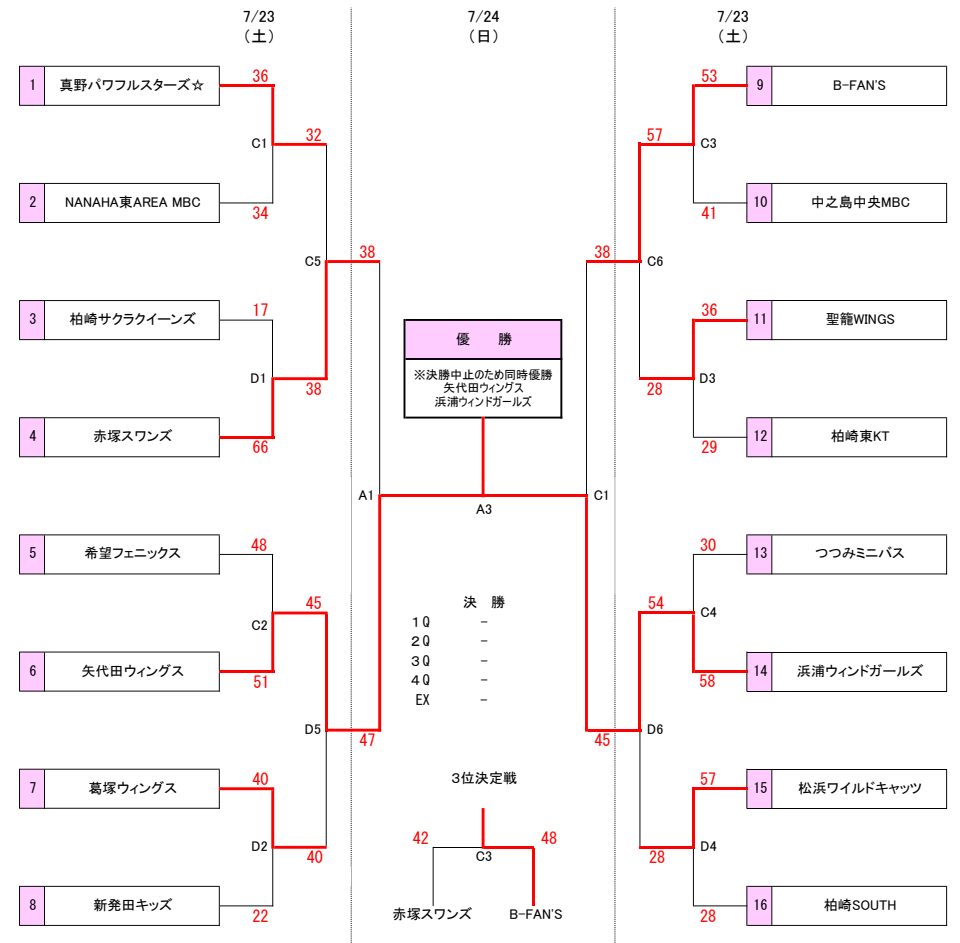 7/23
(土)
7/24
(日)
7/23
(土)
1 真野パワフルスターズ☆
36
C1
32
2 NANAHA東AREA MBC
34
C5
38
3 柏崎サクラクイーンズ
17
D1
38
4 赤塚スワンズ
66
A1
5 希望フェニックス
48
C2
45
6 矢代田ウィングス
51
D5
47
7 葛塚ウィングス
40
D2
40
8 新発田キッズ
22
優 勝
※決勝中止のため同時優勝
矢代田ウィングス
浜浦ウィンドガールズ
A3
決 勝
1Q -
2Q -
3Q -
4Q -
EX -
3位決定戦
42 48
C3
赤塚スワンズ B-FAN'S
53
9 B-FAN'S
57
C3
41
10 中之島中央MBC
38
C6
36
11 聖籠WINGS
28
D3
29
12 柏崎東KT
C1
30
13 つつみミニバス
54
C4
58
14 浜浦ウィンドガールズ
45
D6
57
15 松浜ワイルドキャッツ
28
D4
28
16 柏崎SOUTH